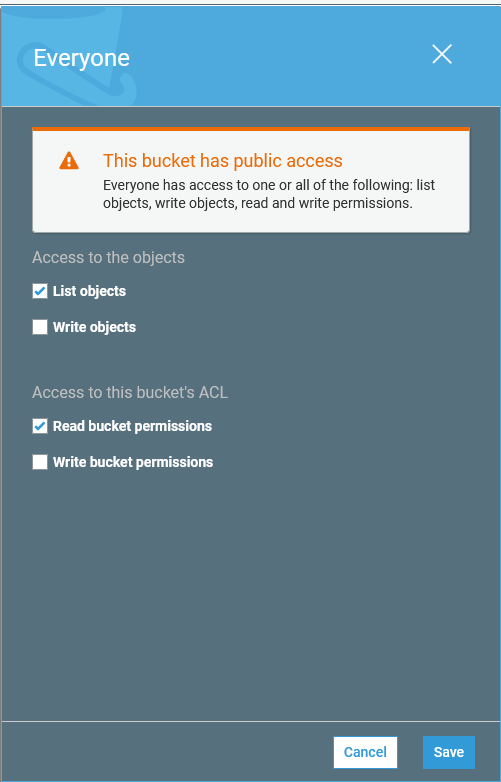 Everyone
This bucket has public access
Everyone has access to one or all of the following: list
objects, write objects, read and write permissions.
Access to the objects
List objects
Write objects
Access to this bucket's ACL
Read bucket permissions
Write bucket permissions
Cancel
Save